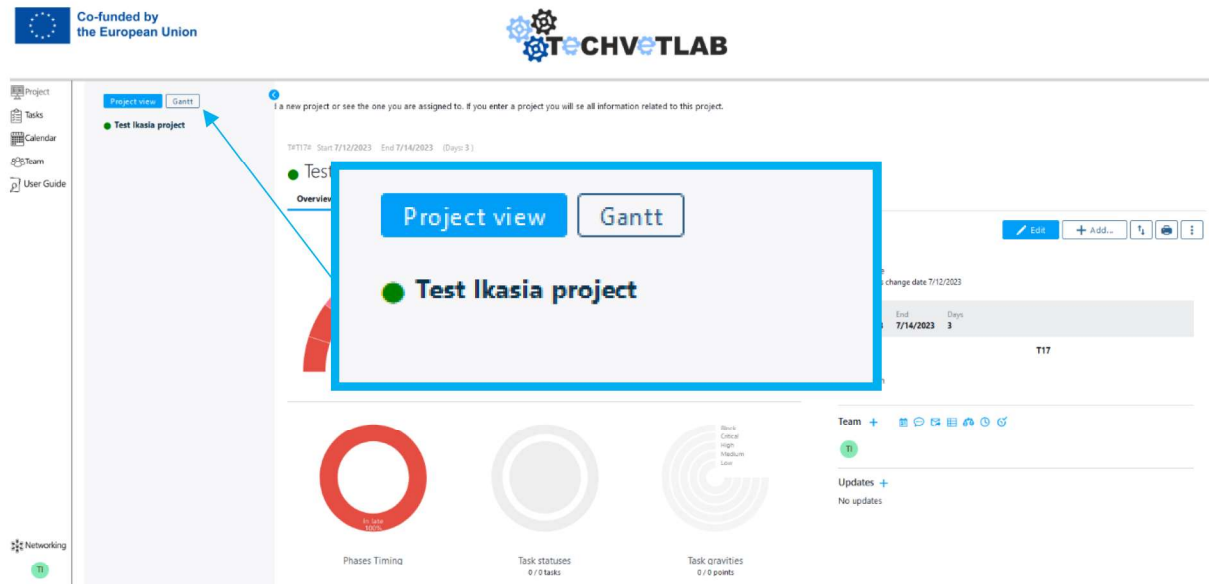 Co-funded by
the European Union
TeCHVeTLAB
Project
Tasks
Calendar
Team
User Guide
Networking
TI
Project view Gantt
Test Ikasia project
d a new project or see the one you are assigned to. If you enter a project you will se all information related to this project.
T#T17# Start 7/12/2023 End 7/14/2023 (Days: 3 )
Test
Overview
Project view Gantt
Test Ikasia project
Edit + Add...
s change date 7/12/2023
End Days
7/14/2023 3
T17
Team +
TI
Updates +
No updates
In late
100%
Phases Timing
Task statuses
0 / 0 tasks
Critical
High
Medium
Low
Task gravities
0 / 0 points